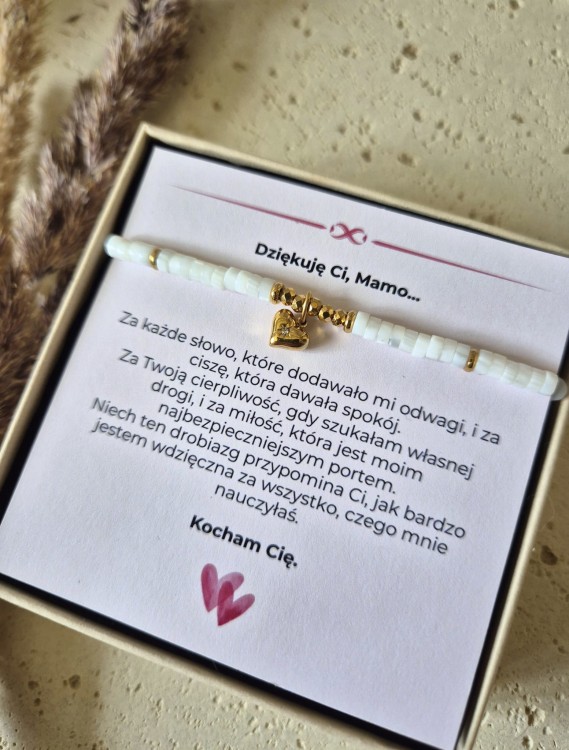 Dziękuję Ci, Mamo...
Za każde słowo, które dodawało mi odwagi, i za
ciszę, która dawała spokój.
Za Twoją cierpliwość, gdy szukałam własnej
drogi, i za miłość, która jest moim
najbezpieczniejszym portem.
Niech ten drobiazg przypomina Ci, jak bardzo
jestem wdzięczna za wszystko, czego mnie
nauczyłaś.
Kocham Cię.